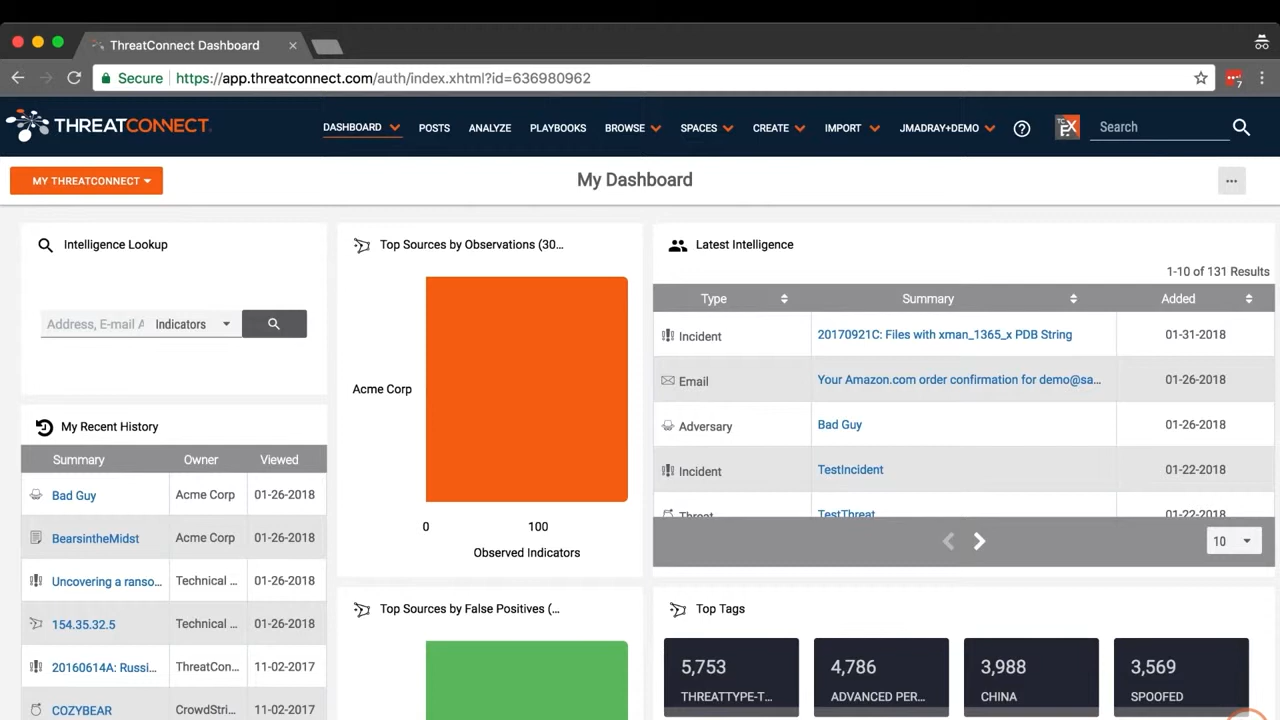 ThreatConnect Dashboard
Secure https://app.threatconnect.com/auth/index.xhtml?id=636980962
7
THREATCONNECT
DASHBOARD POSTS ANALYZE PLAYBOOKS BROWSE SPACES CREATE IMPORT JMADRAY+DEMO Search
MY THREATCONNECT
My Dashboard
Intelligence Lookup
Address, E-mail A Indicators
My Recent History
Summary Owner Viewed
Bad Guy Acme Corp 01-26-2018
BearsintheMidst Acme Corp 01-26-2018
Uncovering a ranso... Technical ... 01-26-2018
154.35.32.5 Technical ... 01-26-2018
20160614A: Russi... ThreatCon... 11-02-2017
COZYBEAR CrowdStri... 11-02-2017
Top Sources by Observations (30...
Acme Corp
0 100
Observed Indicators
Top Sources by False Positives (...
Latest Intelligence
1-10 of 131 Results
Type Summary Added
Incident 20170921C: Files with xman_1365_x PDB String 01-31-2018
Email Your Amazon.com order confirmation for demo@sa... 01-26-2018
Adversary Bad Guy 01-26-2018
Incident TestIncident 01-22-2018
Threat TestThreat 01-22-2018
10
Top Tags
5,753 4,786 3,988 3,569
THREATTYPE-T... ADVANCED PER... CHINA SPOOFED